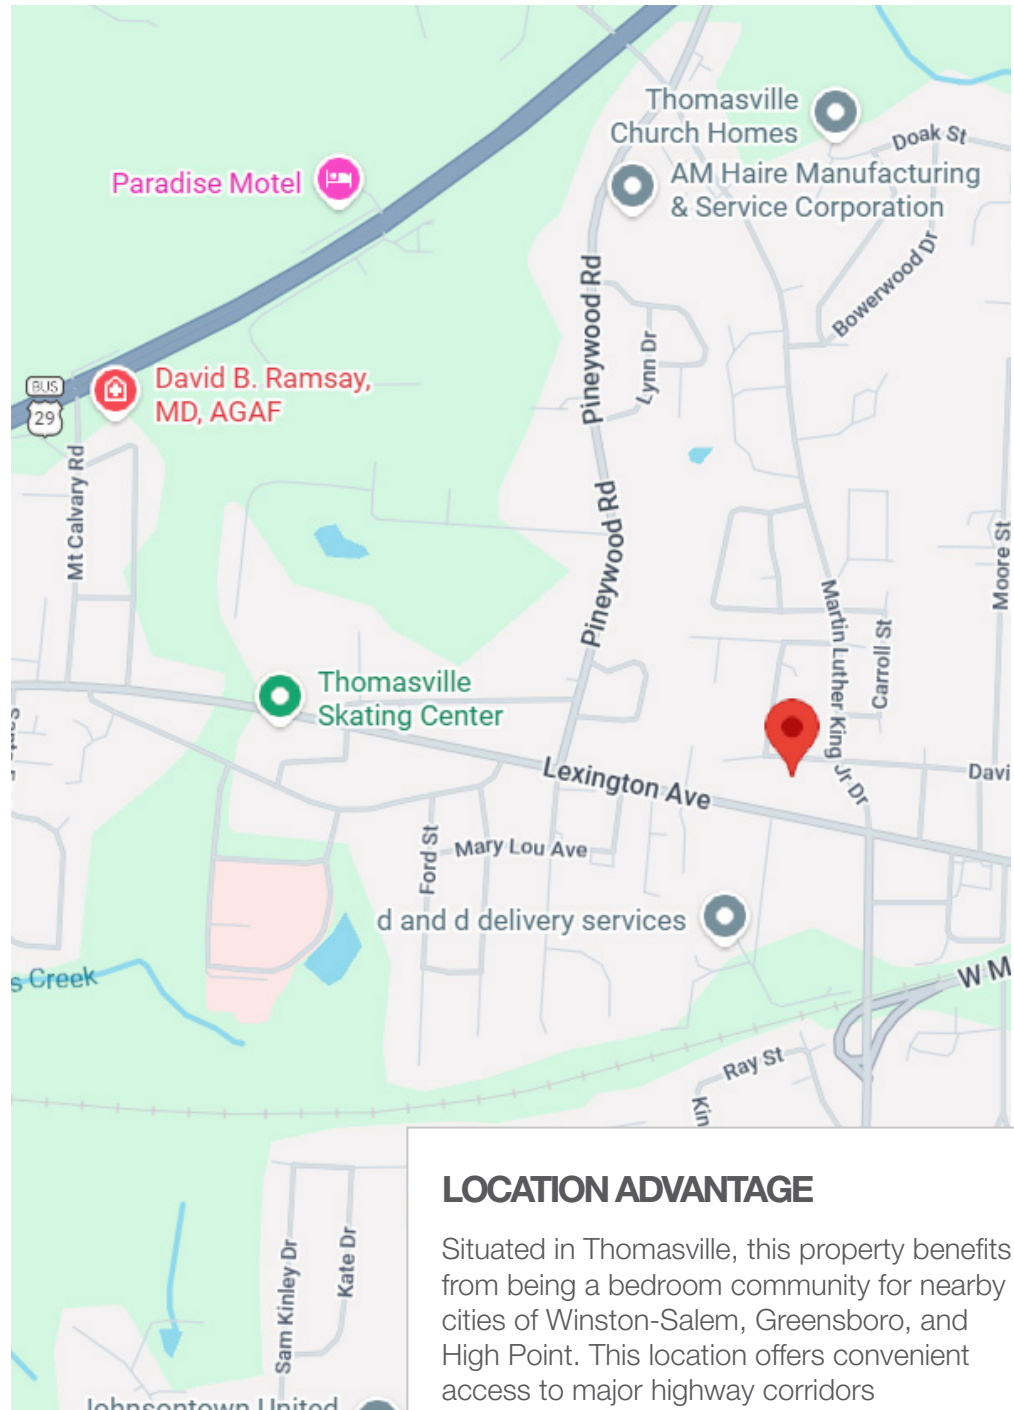 Thomasville
Church Homes
Doak St
Paradise Motel
AM Haire Manufacturing
& Service Corporation
Bowerwood Dr
Pineywood Rd
Lynn Dr
BUS
29
David B. Ramsay,
MD, AGAF
Mt Calvary Rd
Pineywood Rd
Moore St
Martin Luther King Jr Dr
Carroll St
Thomasville
Skating Center
Lexington Ave
Davi
Ford St
Mary Lou Ave
d and d delivery services
s Creek
W M
Ray St
Kin
LOCATION ADVANTAGE
Situated in Thomasville, this property benefits
from being a bedroom community for nearby
cities of Winston-Salem, Greensboro, and
High Point. This location offers convenient
access to major highway corridors
Sam Kinley Dr
Kate Dr
Johnsontown United